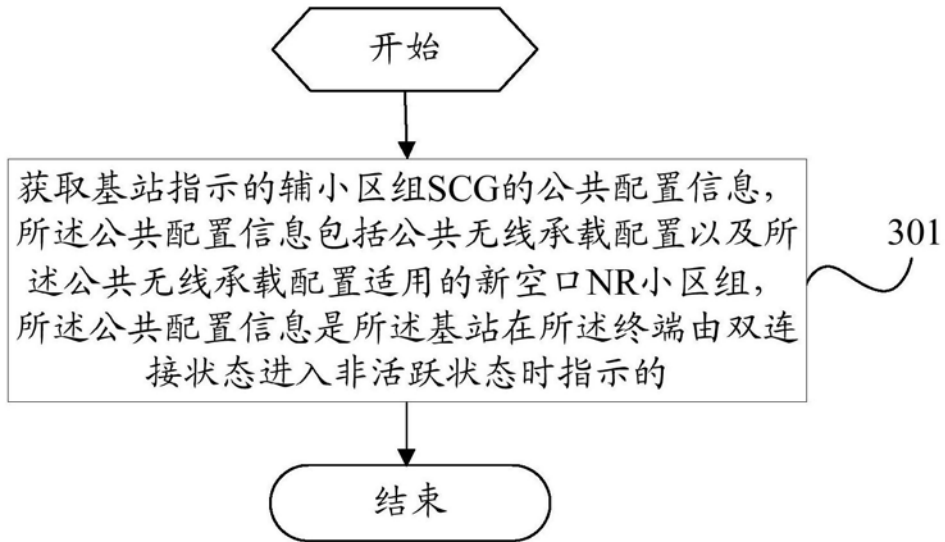 开始
获取基站指示的辅小区组SCG的公共配置信息，
所述公共配置信息包括公共无线承载配置以及所
述公共无线承载配置适用的新空口NR小区组，
所述公共配置信息是所述基站在所述终端由双连
接状态进入非活跃状态时指示的
301
结束